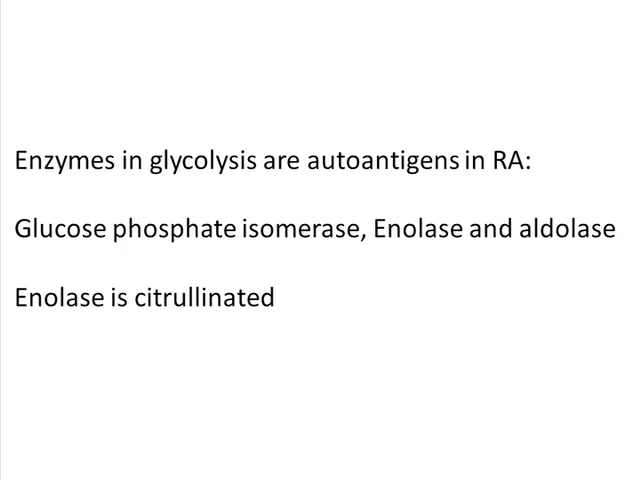 Enzymes in glycolysis are autoantigens in RA:
Glucose phosphate isomerase, Enolase and aldolase
Enolase is citrullinated